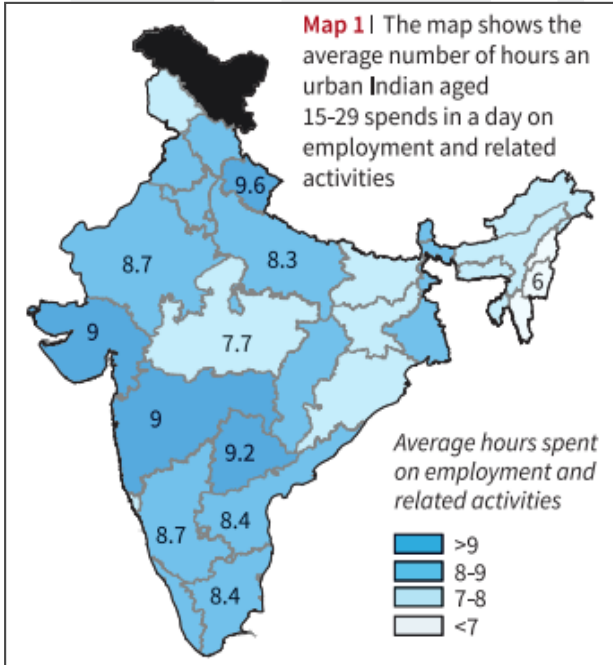 Map 1 | The map shows the
average number of hours an
urban Indian aged
15-29 spends in a day on
employment and related
activities
9.6
8.7
8.3
6
9
7.7
9
9.2
8.7
8.4
8.4
Average hours spent
on employment and
related activities
>9
8-9
7-8
<7